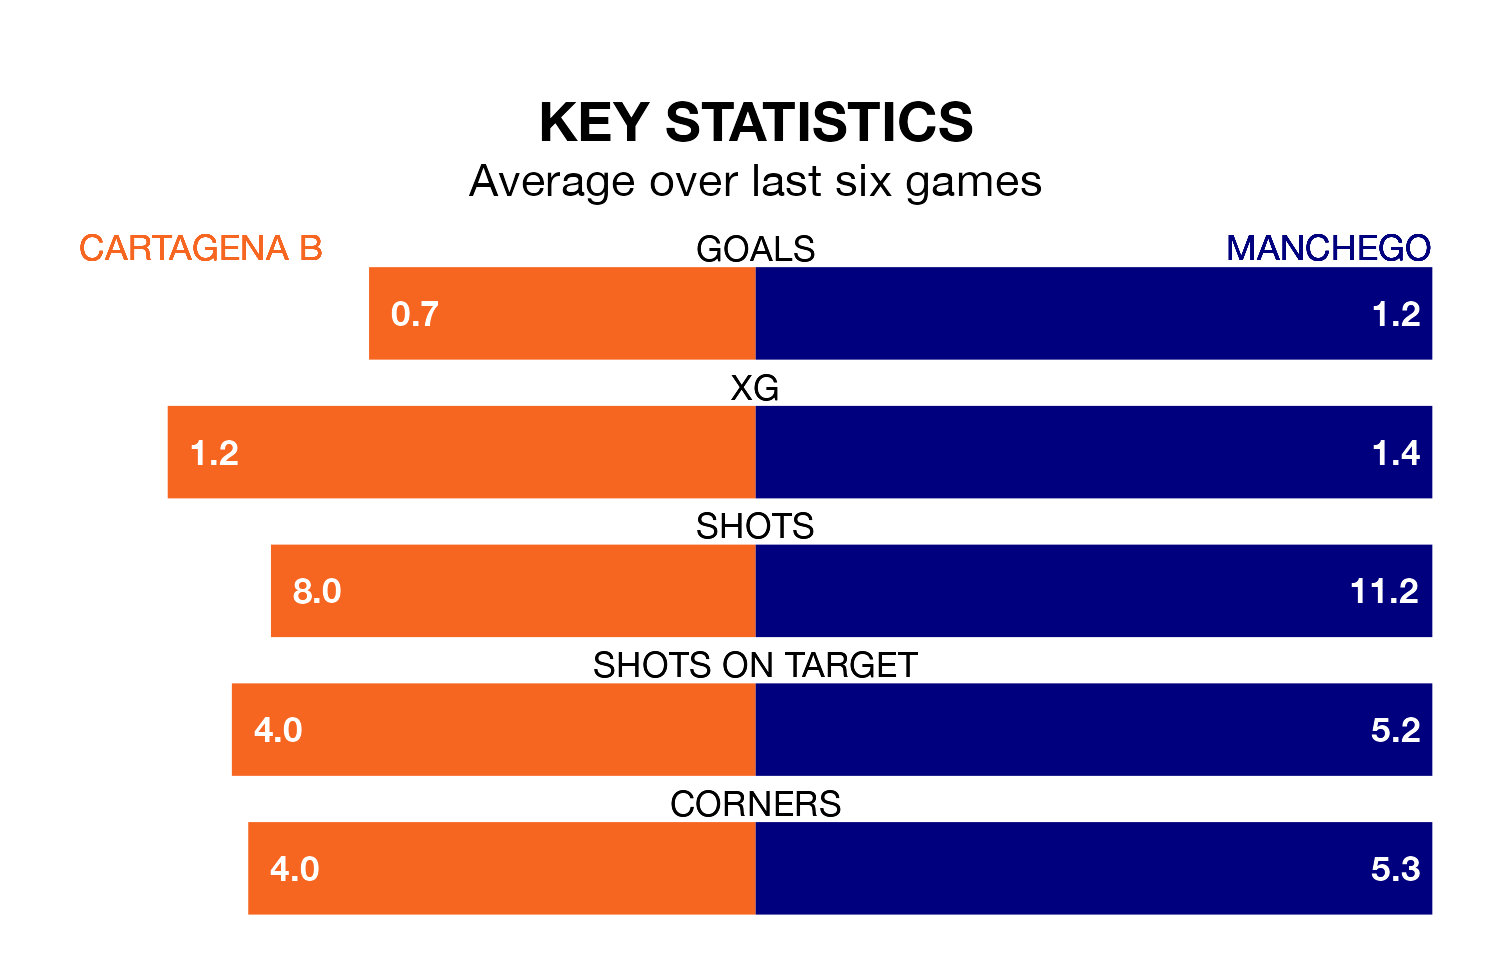 KEY STATISTICS
Average over last six games
CARTAGENA B GOALS MANCHEGO
0.7 1.2
XG
1.2 1.4
SHOTS
8.0 11.2
SHOTS ON TARGET
4.0 5.2
CORNERS
4.0 5.3